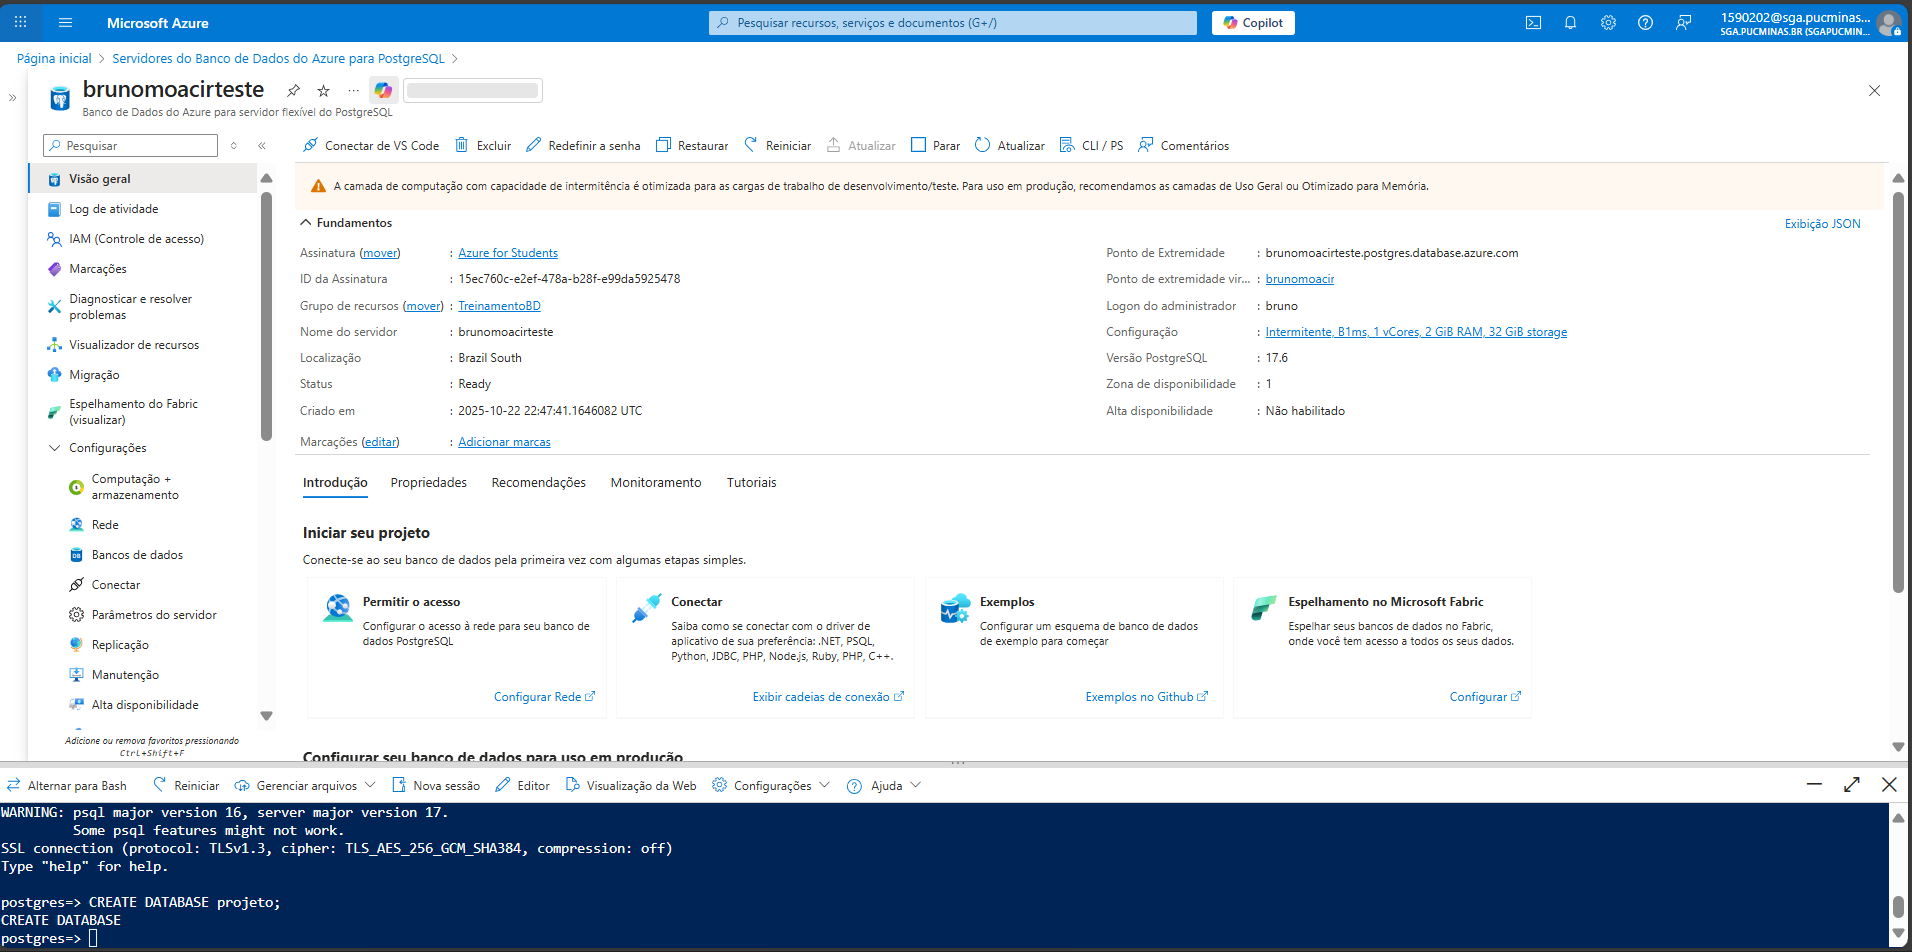 Microsoft Azure
Pesquisar recursos, serviços e documentos (G+/)
Copilot
1590202@sga.pucminas...
SGA.PUCMINAS.BR (SGAPUCMIN...
Página inicial > Servidores do Banco de Dados do Azure para PostgreSQL >
brunomoacirteste
Banco de Dados do Azure para servidor flexível do PostgreSQL
Pesquisar
Conectar de VS Code
Excluir
Redefinir a senha
Restaurar
Reiniciar
Atualizar
Parar
Atualizar
CLI / PS
Comentários
Visão geral
Log de atividade
IAM (Controle de acesso)
Marcações
Diagnosticar e resolver
problemas
Visualizador de recursos
Migração
Espelhamento do Fabric
(visualizar)
Configurações
Computação +
armazenamento
Rede
Bancos de dados
Conectar
Parâmetros do servidor
Replicação
Manutenção
Alta disponibilidade
Adicione ou remova favoritos pressionando
Ctrl+Shift+F
A camada de computação com capacidade de intermitência é otimizada para as cargas de trabalho de desenvolvimento/teste. Para uso em produção, recomendamos as camadas de Uso Geral ou Otimizado para Memória.
Fundamentos
Exibição JSON
Assinatura (mover) : Azure for Students
ID da Assinatura : 15ec760c-e2ef-478a-b28f-e99da5925478
Grupo de recursos (mover) : TreinamentoBD
Nome do servidor : brunomoacirteste
Localização : Brazil South
Status : Ready
Criado em : 2025-10-22 22:47:41.1646082 UTC
Marcações (editar) : Adicionar marcas
Ponto de Extremidade : brunomoacirteste.postgres.database.azure.com
Ponto de extremidade vir... : brunomoacir
Logon do administrador : bruno
Configuração : Intermitente, B1ms, 1 vCores, 2 GiB RAM, 32 GiB storage
Versão PostgreSQL : 17.6
Zona de disponibilidade : 1
Alta disponibilidade : Não habilitado
Introdução
Propriedades
Recomendações
Monitoramento
Tutoriais
Iniciar seu projeto
Conecte-se ao seu banco de dados pela primeira vez com algumas etapas simples.
Permitir o acesso
Configurar o acesso à rede para seu banco de
dados PostgreSQL
Configurar Rede
Conectar
Saiba como se conectar com o driver de
aplicativo de sua preferência: .NET, PSQL,
Python, JDBC, PHP, Node.js, Ruby, PHP, C++.
Exibir cadeias de conexão
Exemplos
Configurar um esquema de banco de dados
de exemplo para começar
Exemplos no Github
Espelhamento no Microsoft Fabric
Espelhar seus bancos de dados no Fabric,
onde você tem acesso a todos os seus dados.
Configurar
Configurar seu banco de dados para uso em produção
Alternar para Bash
Reiniciar
Gerenciar arquivos
Nova sessão
Editor
Visualização da Web
Configurações
Ajuda
WARNING: psql major version 16, server major version 17.
Some psql features might not work.
SSL connection (protocol: TLSv1.3, cipher: TLS_AES_256_GCM_SHA384, compression: off)
Type "help" for help.
postgres=> CREATE DATABASE projeto;
CREATE DATABASE
postgres=>